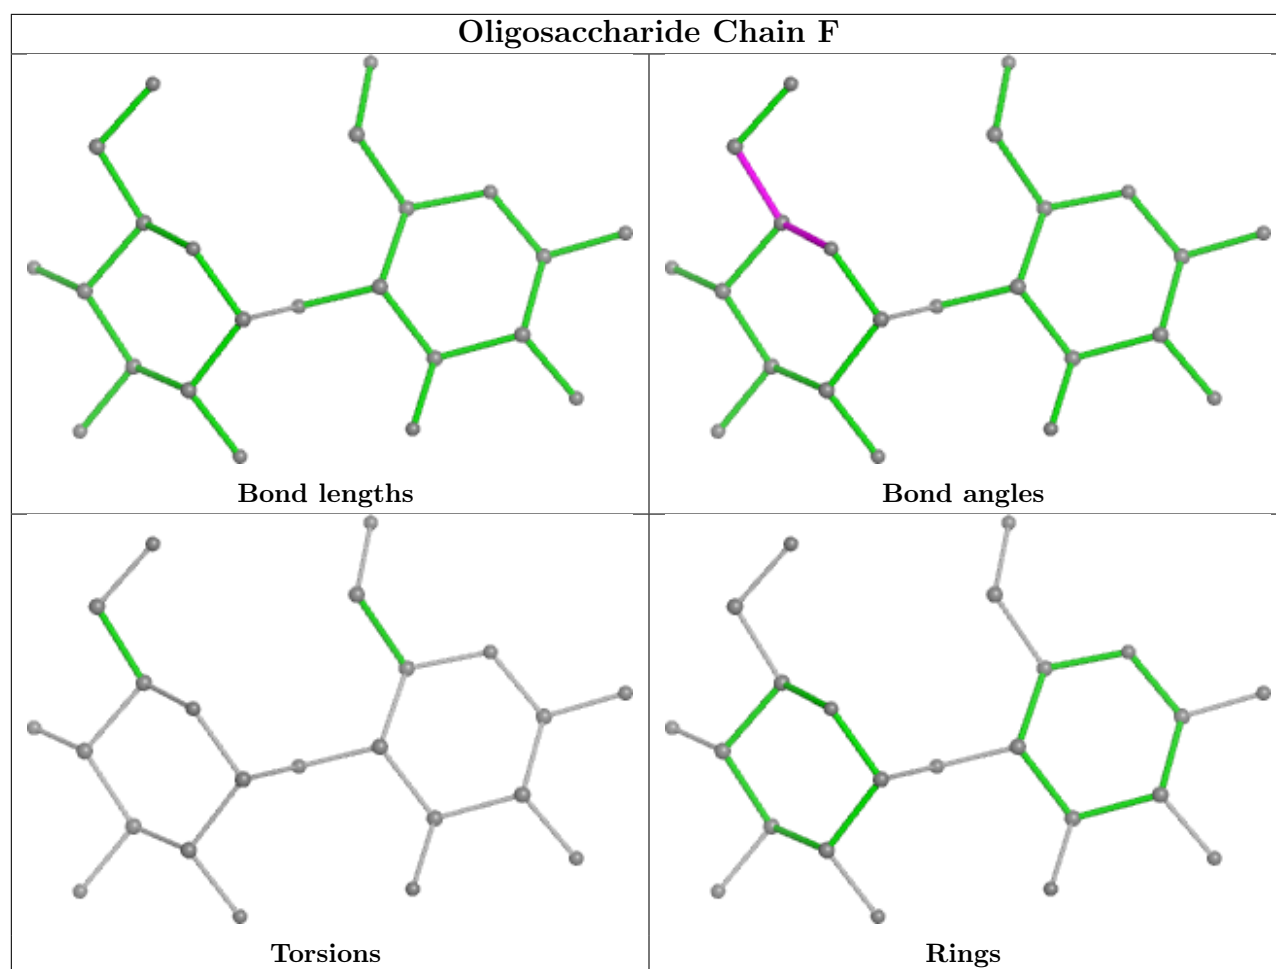 Oligosaccharide Chain F
Bond lengths
Bond angles
Torsions
Rings